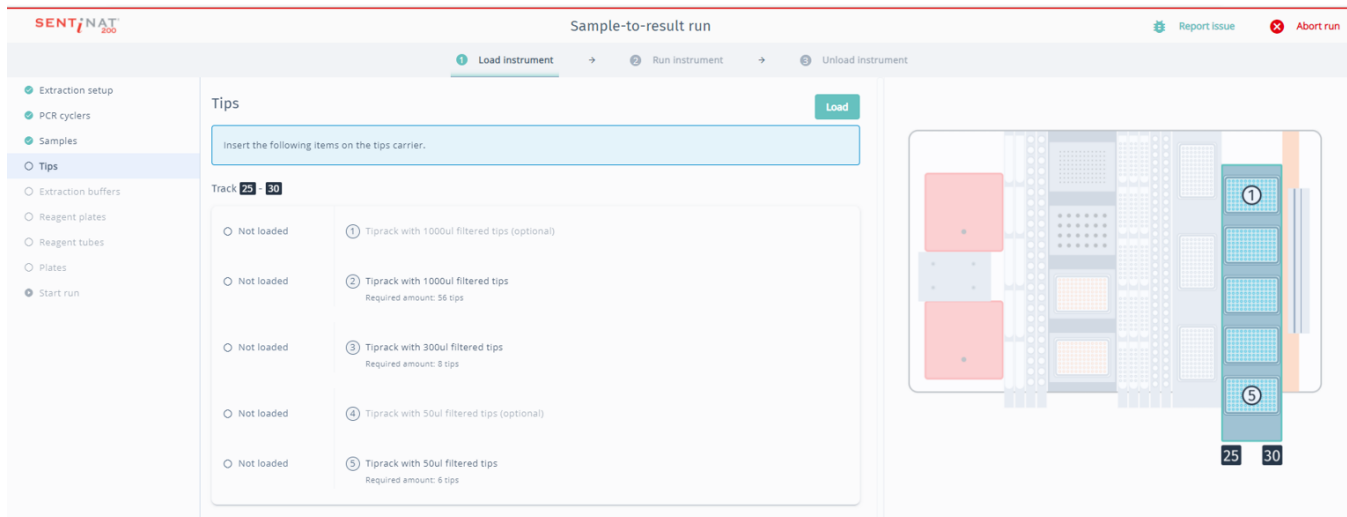 SENTiNAT
200
Sample-to-result run
Report issue
Abort run
1 Load instrument → 2 Run instrument → 3 Unload instrument
Extraction setup
PCR cyclers
Samples
Tips
Extraction buffers
Reagent plates
Reagent tubes
Plates
Start run
Tips
Load
Insert the following items on the tips carrier.
Track 25 - 30
Not loaded 1 Tiprack with 1000ul filtered tips (optional)
Not loaded 2 Tiprack with 1000ul filtered tips
Required amount: 56 tips
Not loaded 3 Tiprack with 300ul filtered tips
Required amount: 8 tips
Not loaded 4 Tiprack with 50ul filtered tips (optional)
Not loaded 5 Tiprack with 50ul filtered tips
Required amount: 6 tips
1
5
25 30